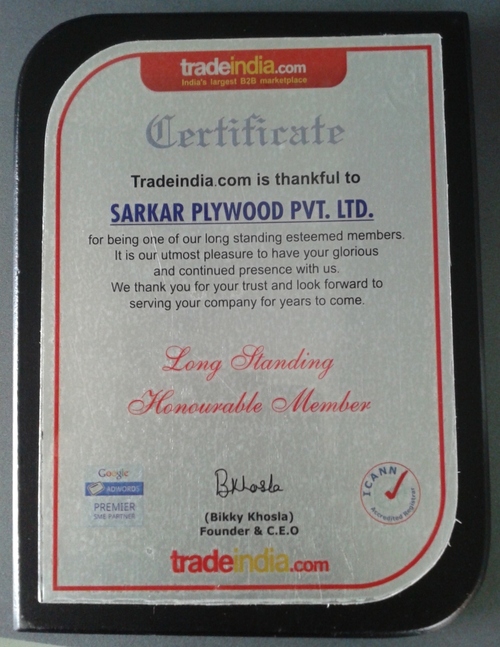 tradeindia.com
India's largest B2B marketplace
Certificate
Tradeindia.com is thankful to
SARKAR PLYWOOD PVT. LTD.
for being one of our long standing esteemed members.
It is our utmost pleasure to have your glorious
and continued presence with us.
We thank you for your trust and look forward to
serving your company for years to come.
Long Standing
Honourable Member
Google
ADWORDS
PREMIER
SMB PARTNER
BKhosla
(Bikky Khosla)
Founder & C.E.O
ICANN
Accredited Registrar
tradeindia.com